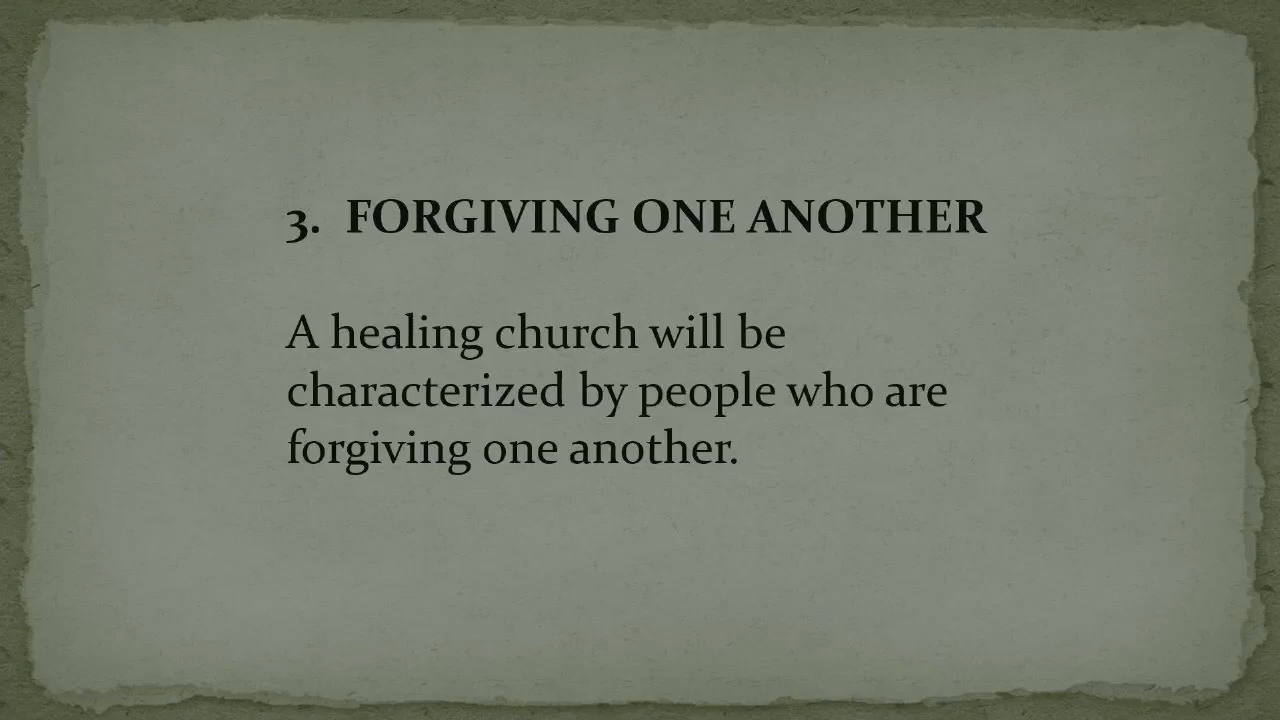 3. FORGIVING ONE ANOTHER
A healing church will be
characterized by people who are
forgiving one another.